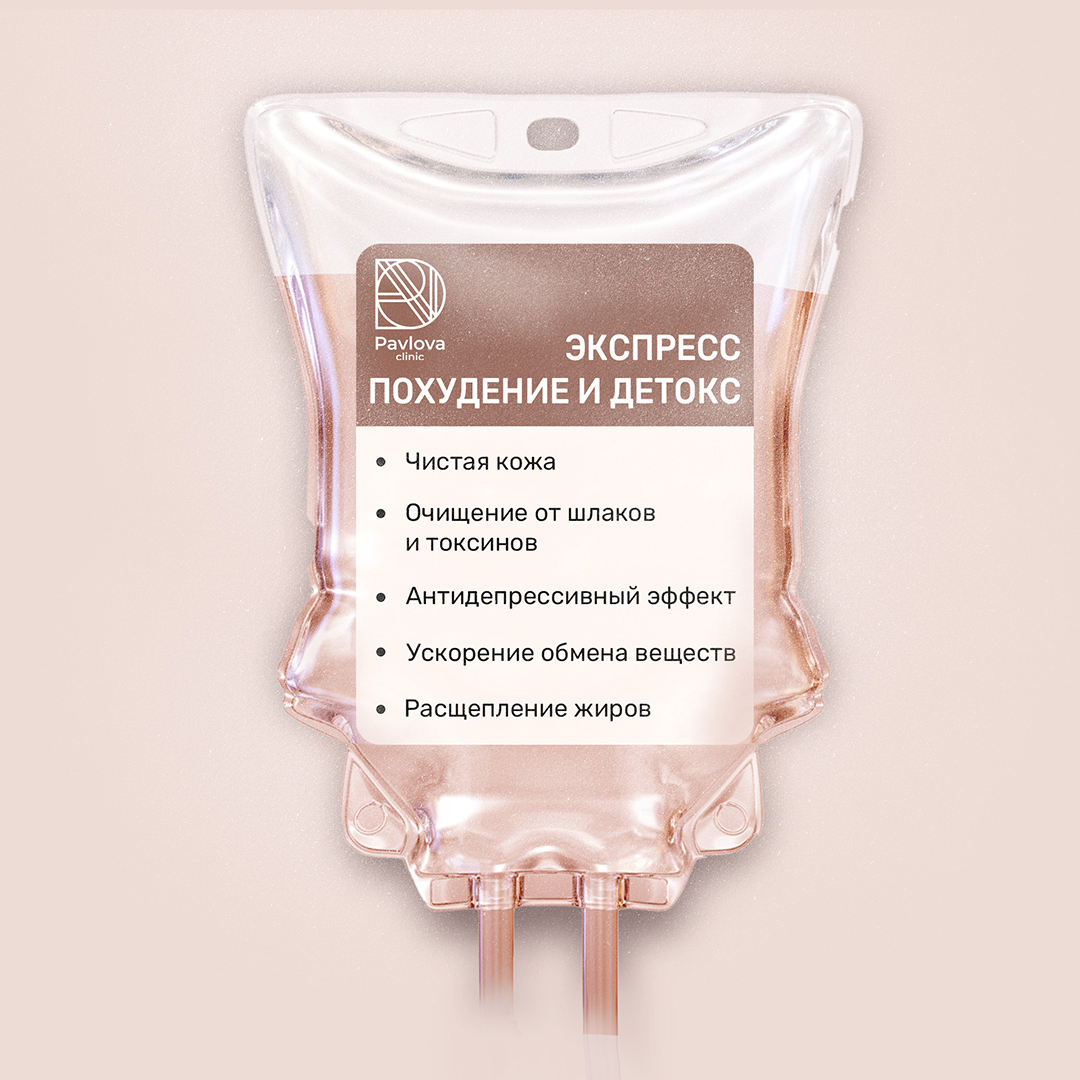 Pavlova
clinic
ЭКСПРЕСС
ПОХУДЕНИЕ И ДЕТОКС
• Чистая кожа
• Очищение от шлаков
и токсинов
• Антидепрессивный эффект
• Ускорение обмена веществ
• Расщепление жиров